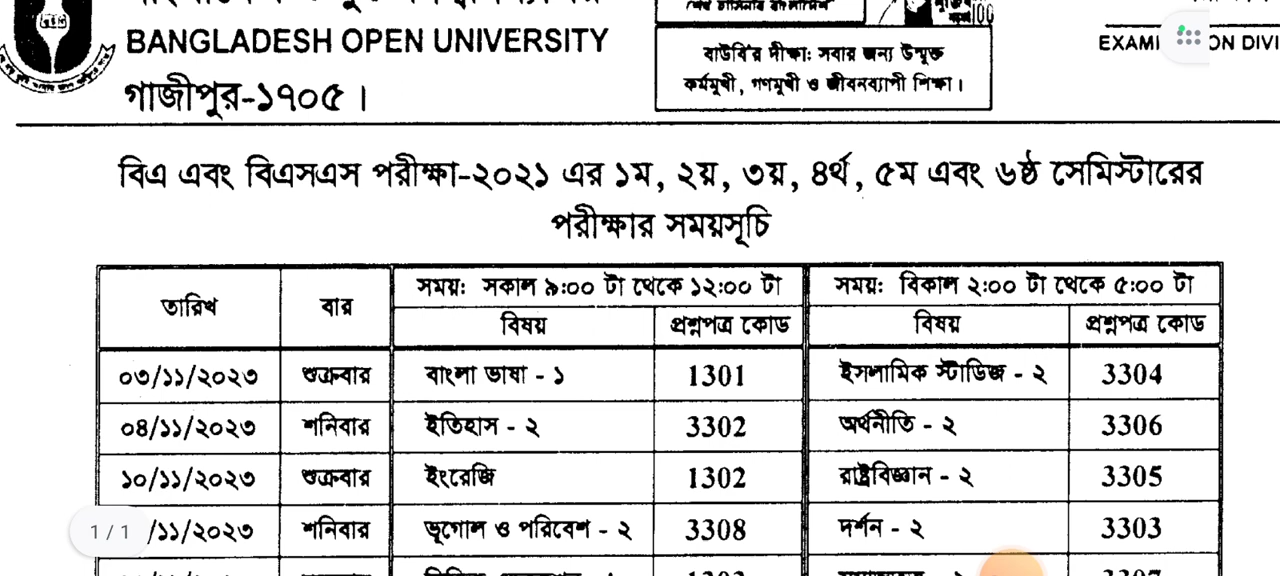 BANGLADESH OPEN UNIVERSITY
গাজীপুর-১৭০৫।
বাউবি'র দীক্ষা: সবার জন্য উন্মুক্ত
কর্মমুখী, গণমুখী ও জীবনব্যাপী শিক্ষা।
EXAMI ON DIVI
বিএ এবং বিএসএস পরীক্ষা-২০২১ এর ১ম, ২য়, ৩য়, ৪র্থ, ৫ম এবং ৬ষ্ঠ সেমিস্টারের
পরীক্ষার সময়সূচি
তারিখ বার সময়: সকাল ৯:০০ টা থেকে ১২:০০ টা সময়: বিকাল ২:০০ টা থেকে ৫:০০ টা
বিষয় প্রশ্নপত্র কোড বিষয় প্রশ্নপত্র কোড
০৩/১১/২০২৩ শুক্রবার বাংলা ভাষা - ১ 1301 ইসলামিক স্টাডিজ - ২ 3304
০৪/১১/২০২৩ শনিবার ইতিহাস - ২ 3302 অর্থনীতি - ২ 3306
১০/১১/২০২৩ শুক্রবার ইংরেজি 1302 রাষ্ট্রবিজ্ঞান - ২ 3305
1/1 /১১/২০২৩ শনিবার ভূগোল ও পরিবেশ - ২ 3308 দর্শন - ২ 3303